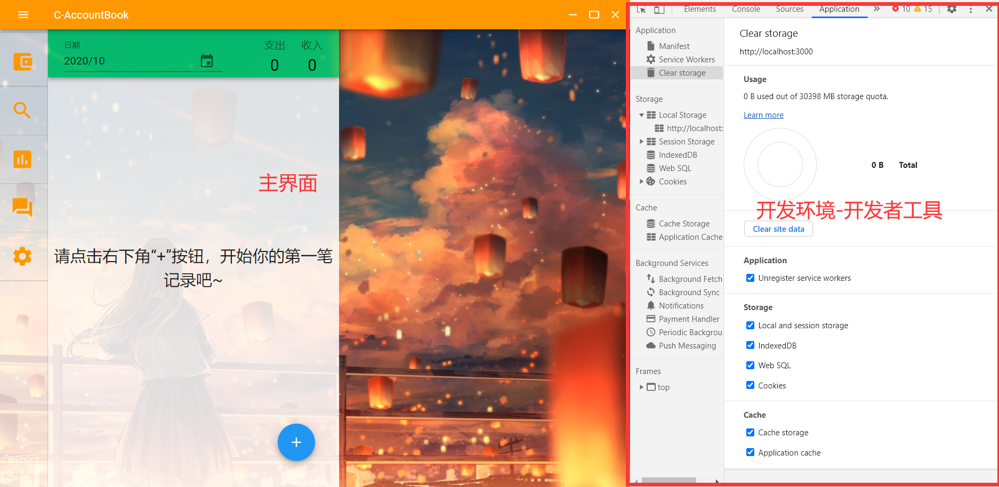 C-AccountBook
日期
2020/10
支出
收入
0
0
主界面
请点击右下角“+”按钮，开始你的第一笔
记录吧~
Amamori
Elements
Console
Sources
Application
10
15
Application
Manifest
Service Workers
Clear storage
Storage
Local Storage
http://localhost:
Session Storage
IndexedDB
Web SQL
Cookies
Cache
Cache Storage
Application Cache
Background Services
Background Fetch
Background Sync
Notifications
Payment Handler
Periodic Backgrou
Push Messaging
Frames
top
Clear storage
http://localhost:3000
Usage
0 B used out of 30398 MB storage quota.
Learn more
0 B Total
开发环境-开发者工具
Clear site data
Application
Unregister service workers
Storage
Local and session storage
IndexedDB
Web SQL
Cookies
Cache
Cache storage
Application cache